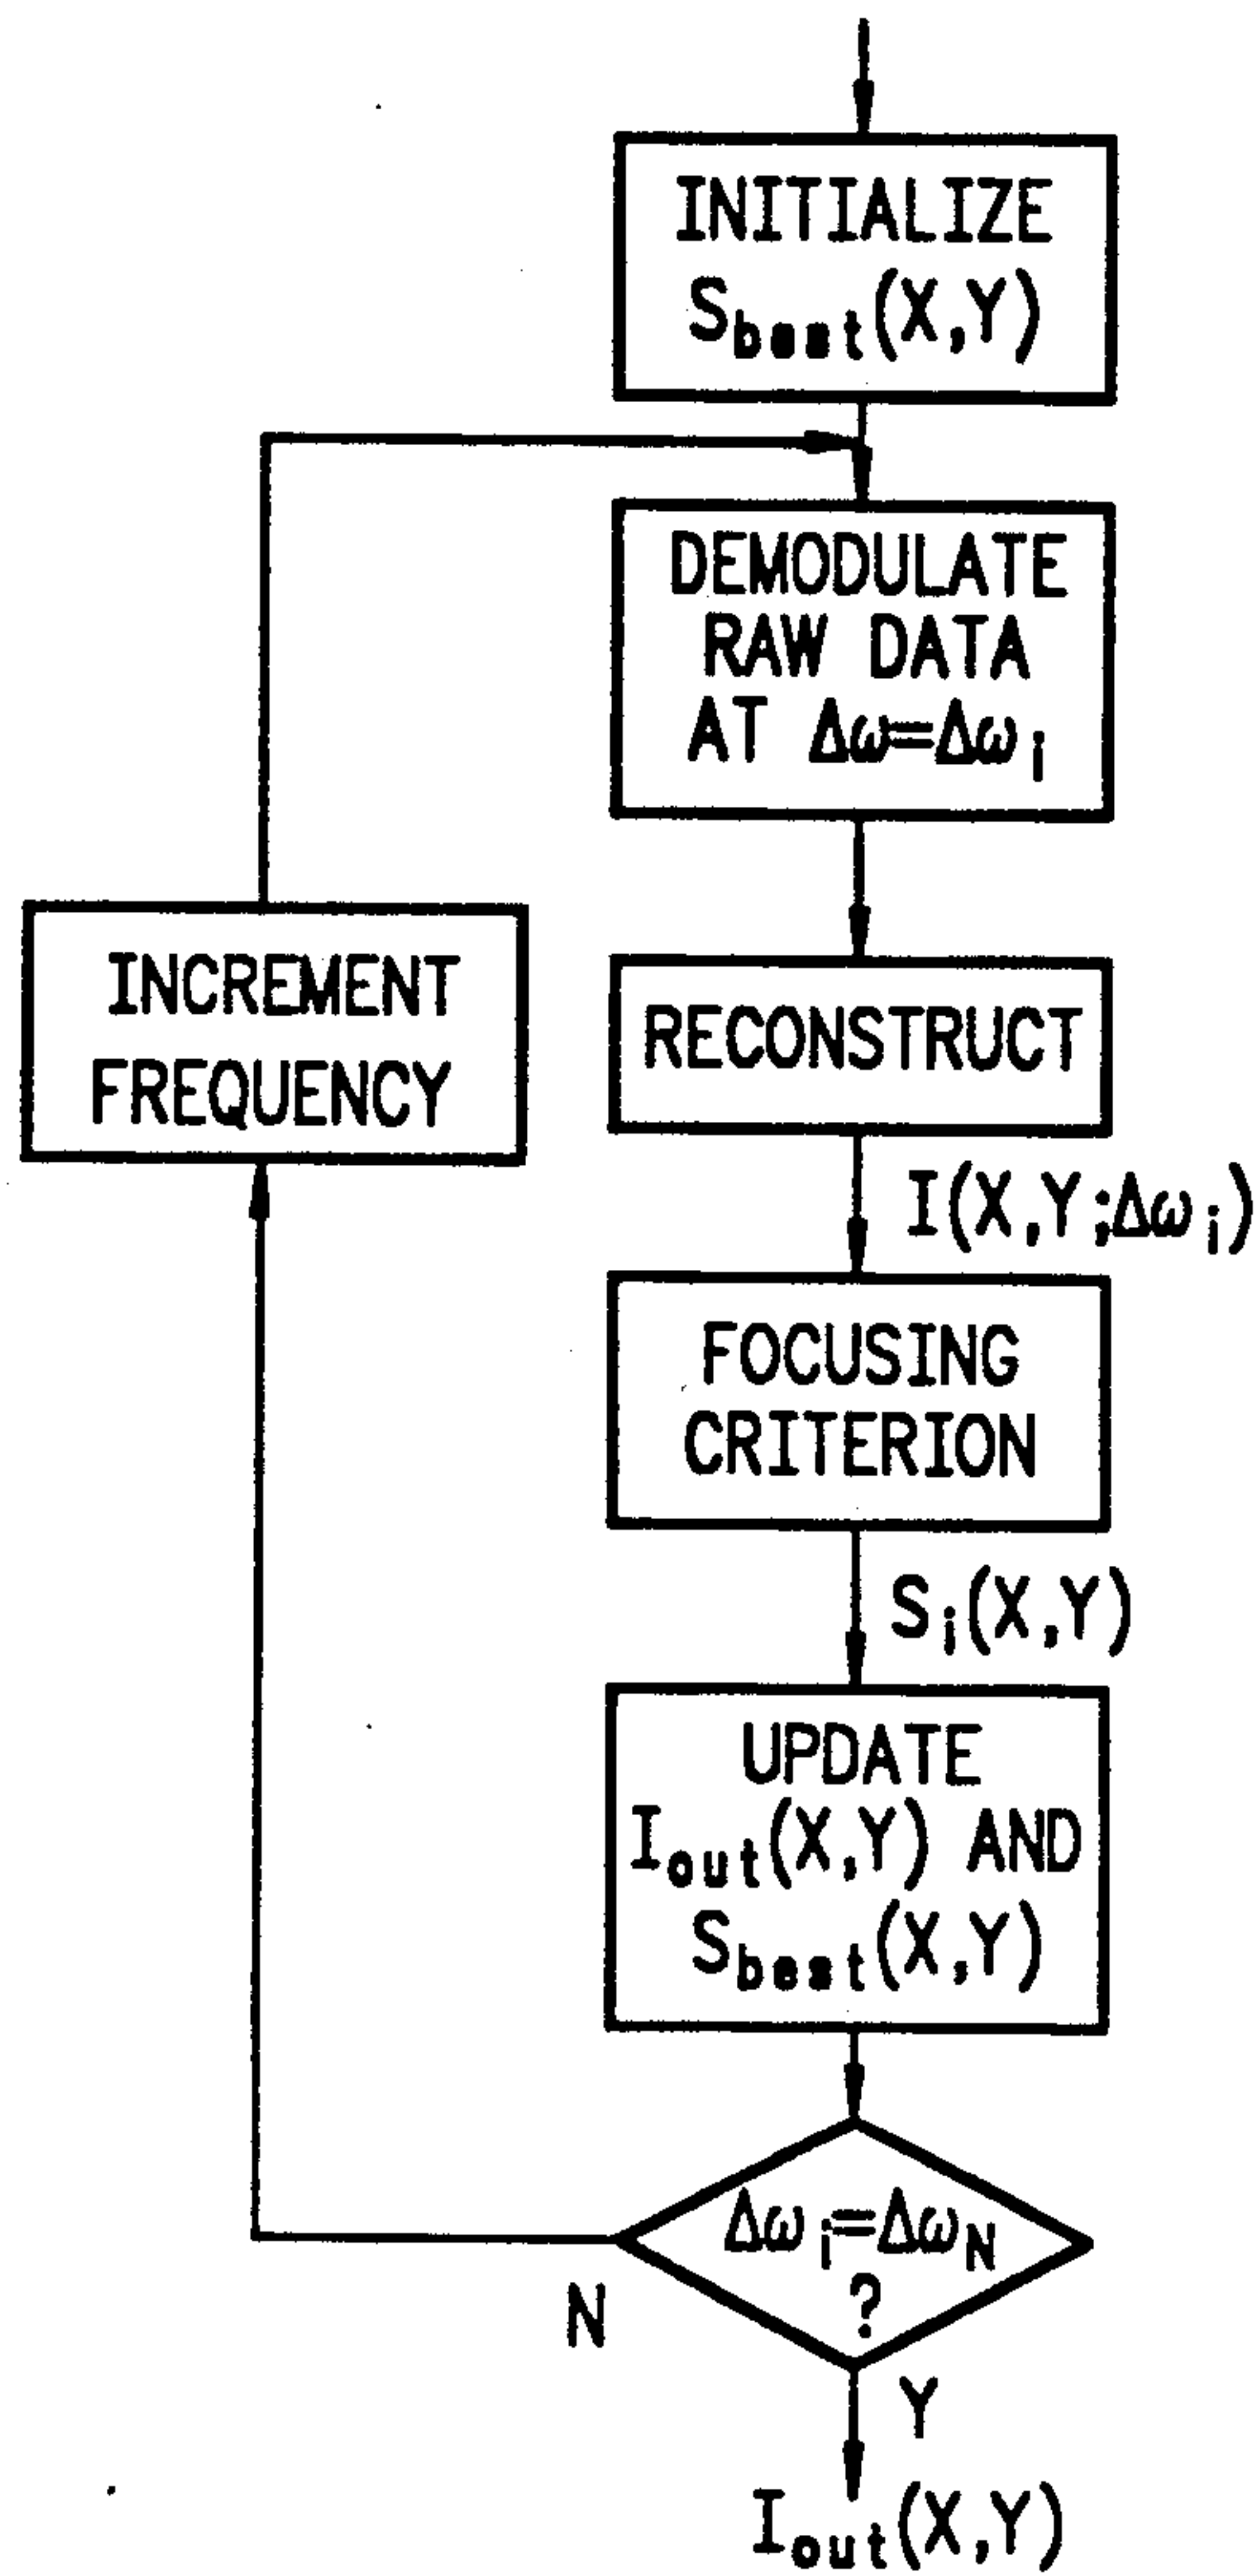 INITIALIZE
S_best(X,Y)
DEMODULATE
RAW DATA
AT Δω=Δω_i
RECONSTRUCT
INCREMENT
FREQUENCY
I(X,Y;Δω_i)
FOCUSING
CRITERION
S_i(X,Y)
UPDATE
I_out(X,Y) AND
S_best(X,Y)
Δω_i=Δω_N
?
N
Y
I_out(X,Y)